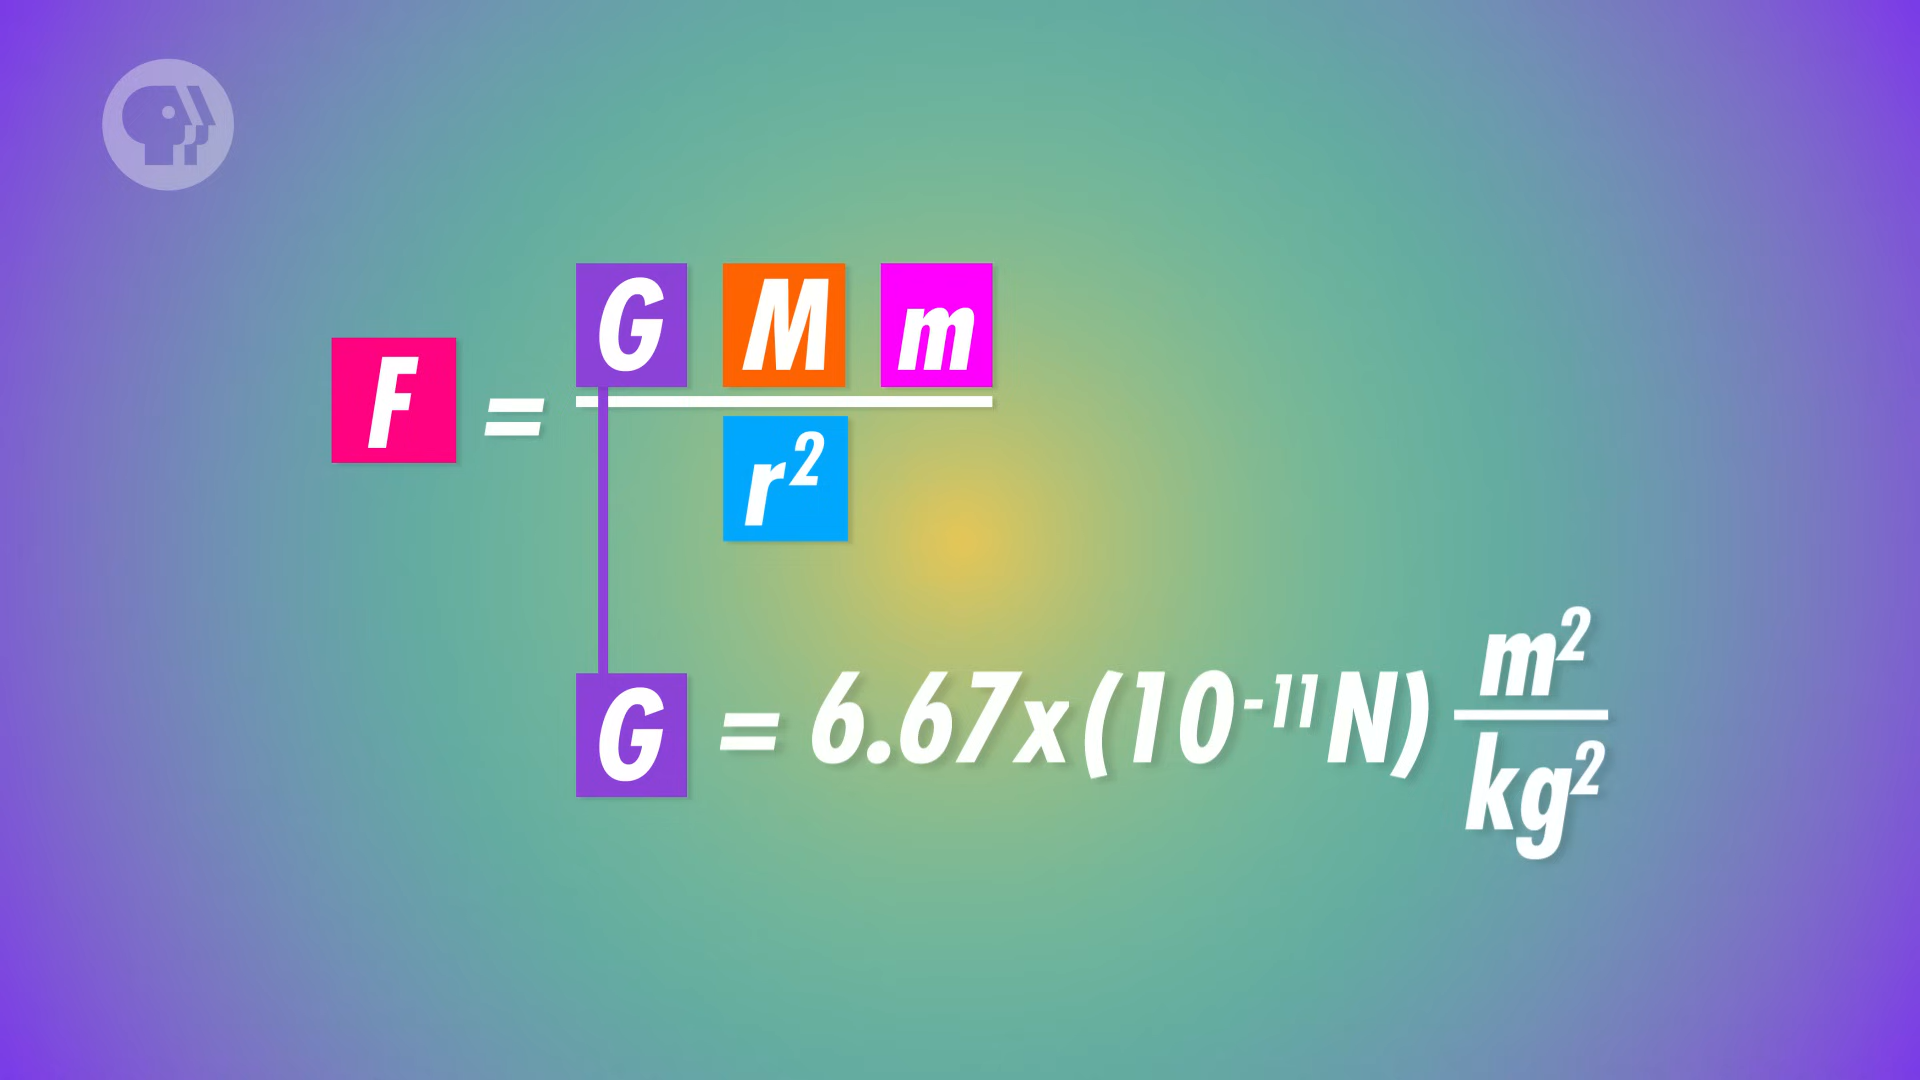 F = G M m
r²
G = 6.67x(10⁻¹¹N) m²
kg²